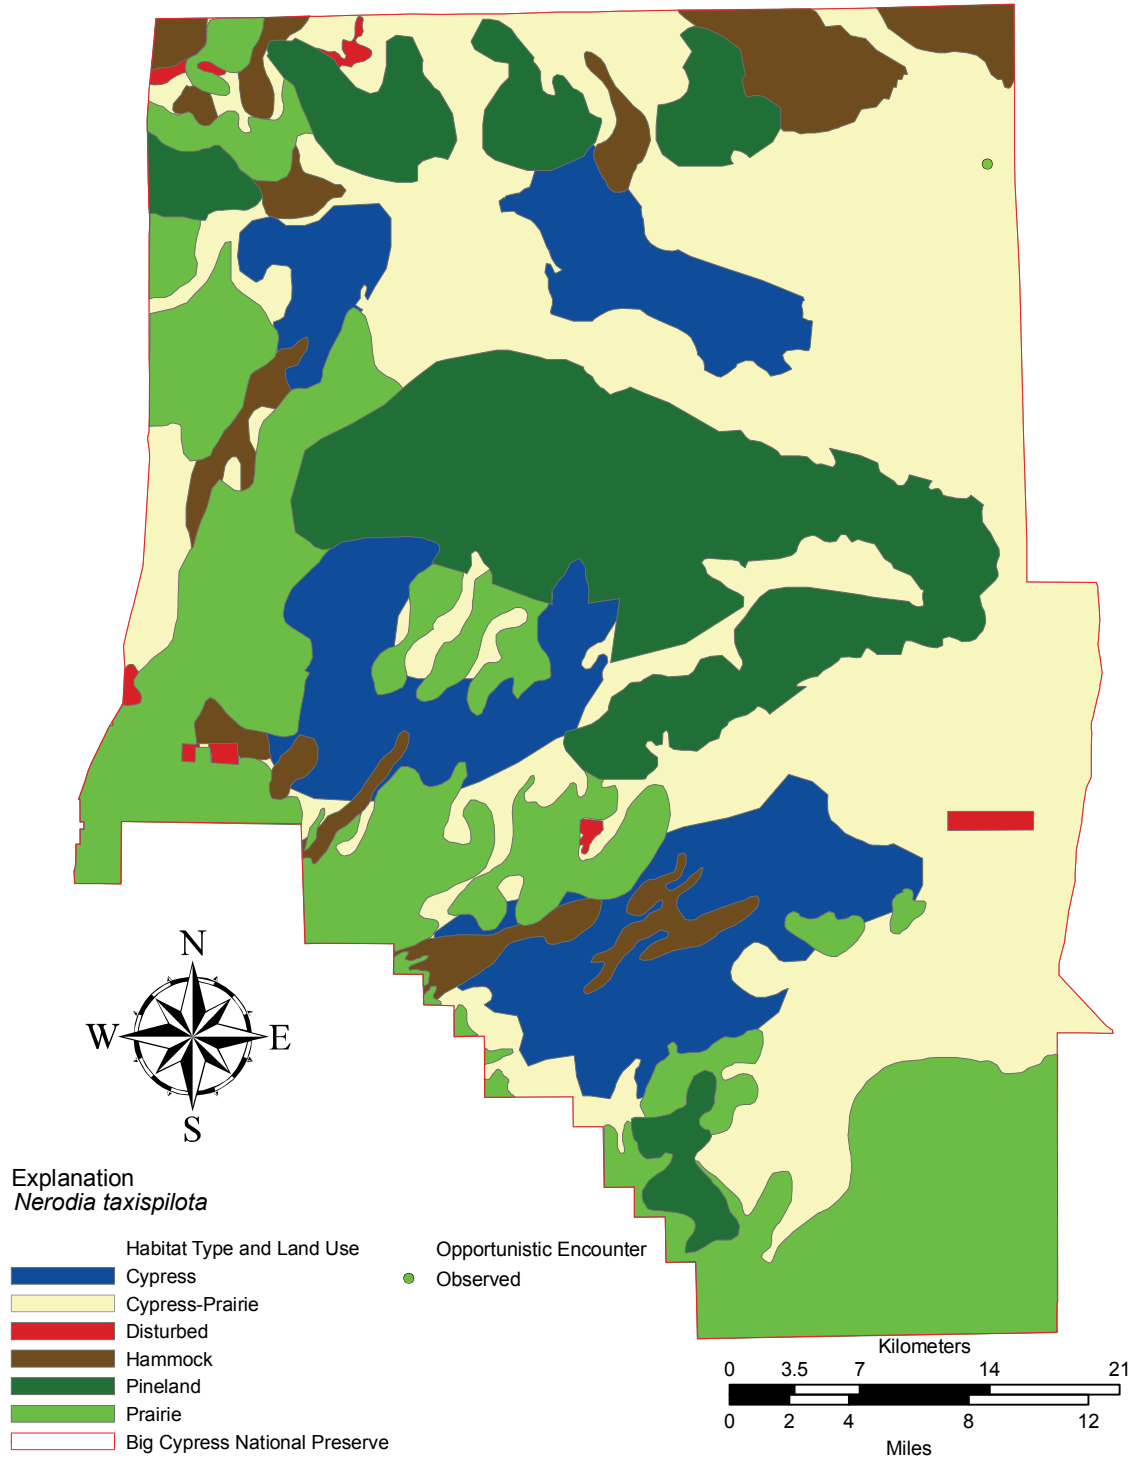 N
W E
S
Explanation
Nerodia taxispilota
Habitat Type and Land Use
Cypress
Cypress-Prairie
Disturbed
Hammock
Pineland
Prairie
Big Cypress National Preserve
Opportunistic Encounter
Observed
Kilometers
0 3.5 7 14 21
0 2 4 8 12
Miles